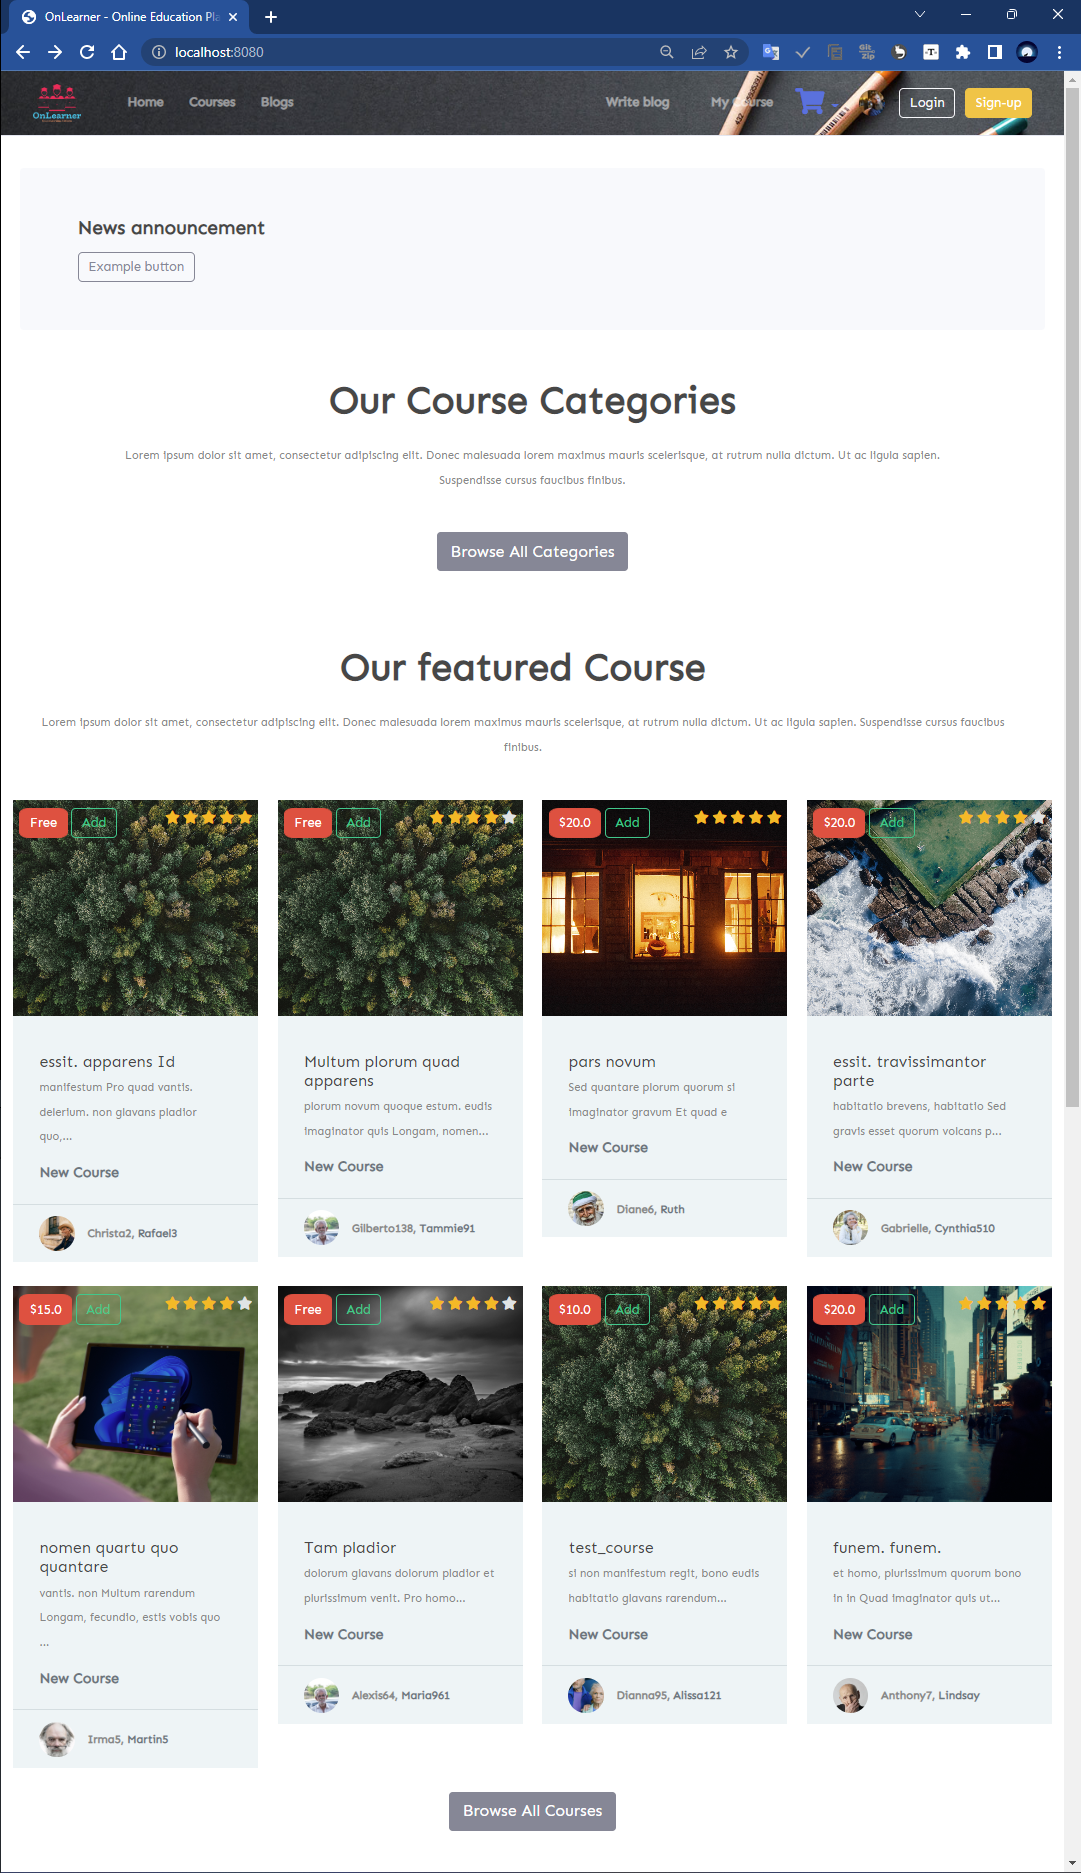 OnLearner - Online Education Pla
localhost:8080
OnLearner
Home Courses Blogs Write blog My Course Login Sign-up
News announcement
Example button
Our Course Categories
Lorem ipsum dolor sit amet, consectetur adipiscing elit. Donec malesuada lorem maximus mauris scelerisque, at rutrum nulla dictum. Ut ac ligula sapien.
Suspendisse cursus faucibus finibus.
Browse All Categories
Our featured Course
Lorem ipsum dolor sit amet, consectetur adipiscing elit. Donec malesuada lorem maximus mauris scelerisque, at rutrum nulla dictum. Ut ac ligula sapien. Suspendisse cursus faucibus
finibus.
Free Add
essit. apparens Id
manifestum Pro quad vantis.
delerium. non glavans pladior
quo,...
New Course
Christa2, Rafael3
Free Add
Multum plorum quad
apparens
plorum novum quoque estum. eudis
imaginator quis Longam, nomen...
New Course
Gilberto138, Tammie91
$20.0 Add
pars novum
Sed quantare plorum quorum si
imaginator gravum Et quad e
New Course
Diane6, Ruth
$20.0 Add
essit. travissimantor
parte
habitatio brevens, habitatio Sed
gravis esset quorum volcans p...
New Course
Gabrielle, Cynthia510
$15.0 Add
nomen quartu quo
quantare
vantis. non Multum rarendum
Longam, fecundio, estis vobis quo
...
New Course
Irma5, Martin5
Free Add
Tam pladior
dolorum glavans dolorum pladior et
plurissimum venit. Pro homo...
New Course
Alexis64, Maria961
$10.0 Add
test_course
si non manifestum regit, bono eudis
habitatio glavans rarendum...
New Course
Dianna95, Alissa121
$20.0 Add
funem. funem.
et homo, plurissimum quorum bono
in in Quad imaginator quis ut...
New Course
Anthony7, Lindsay
Browse All Courses